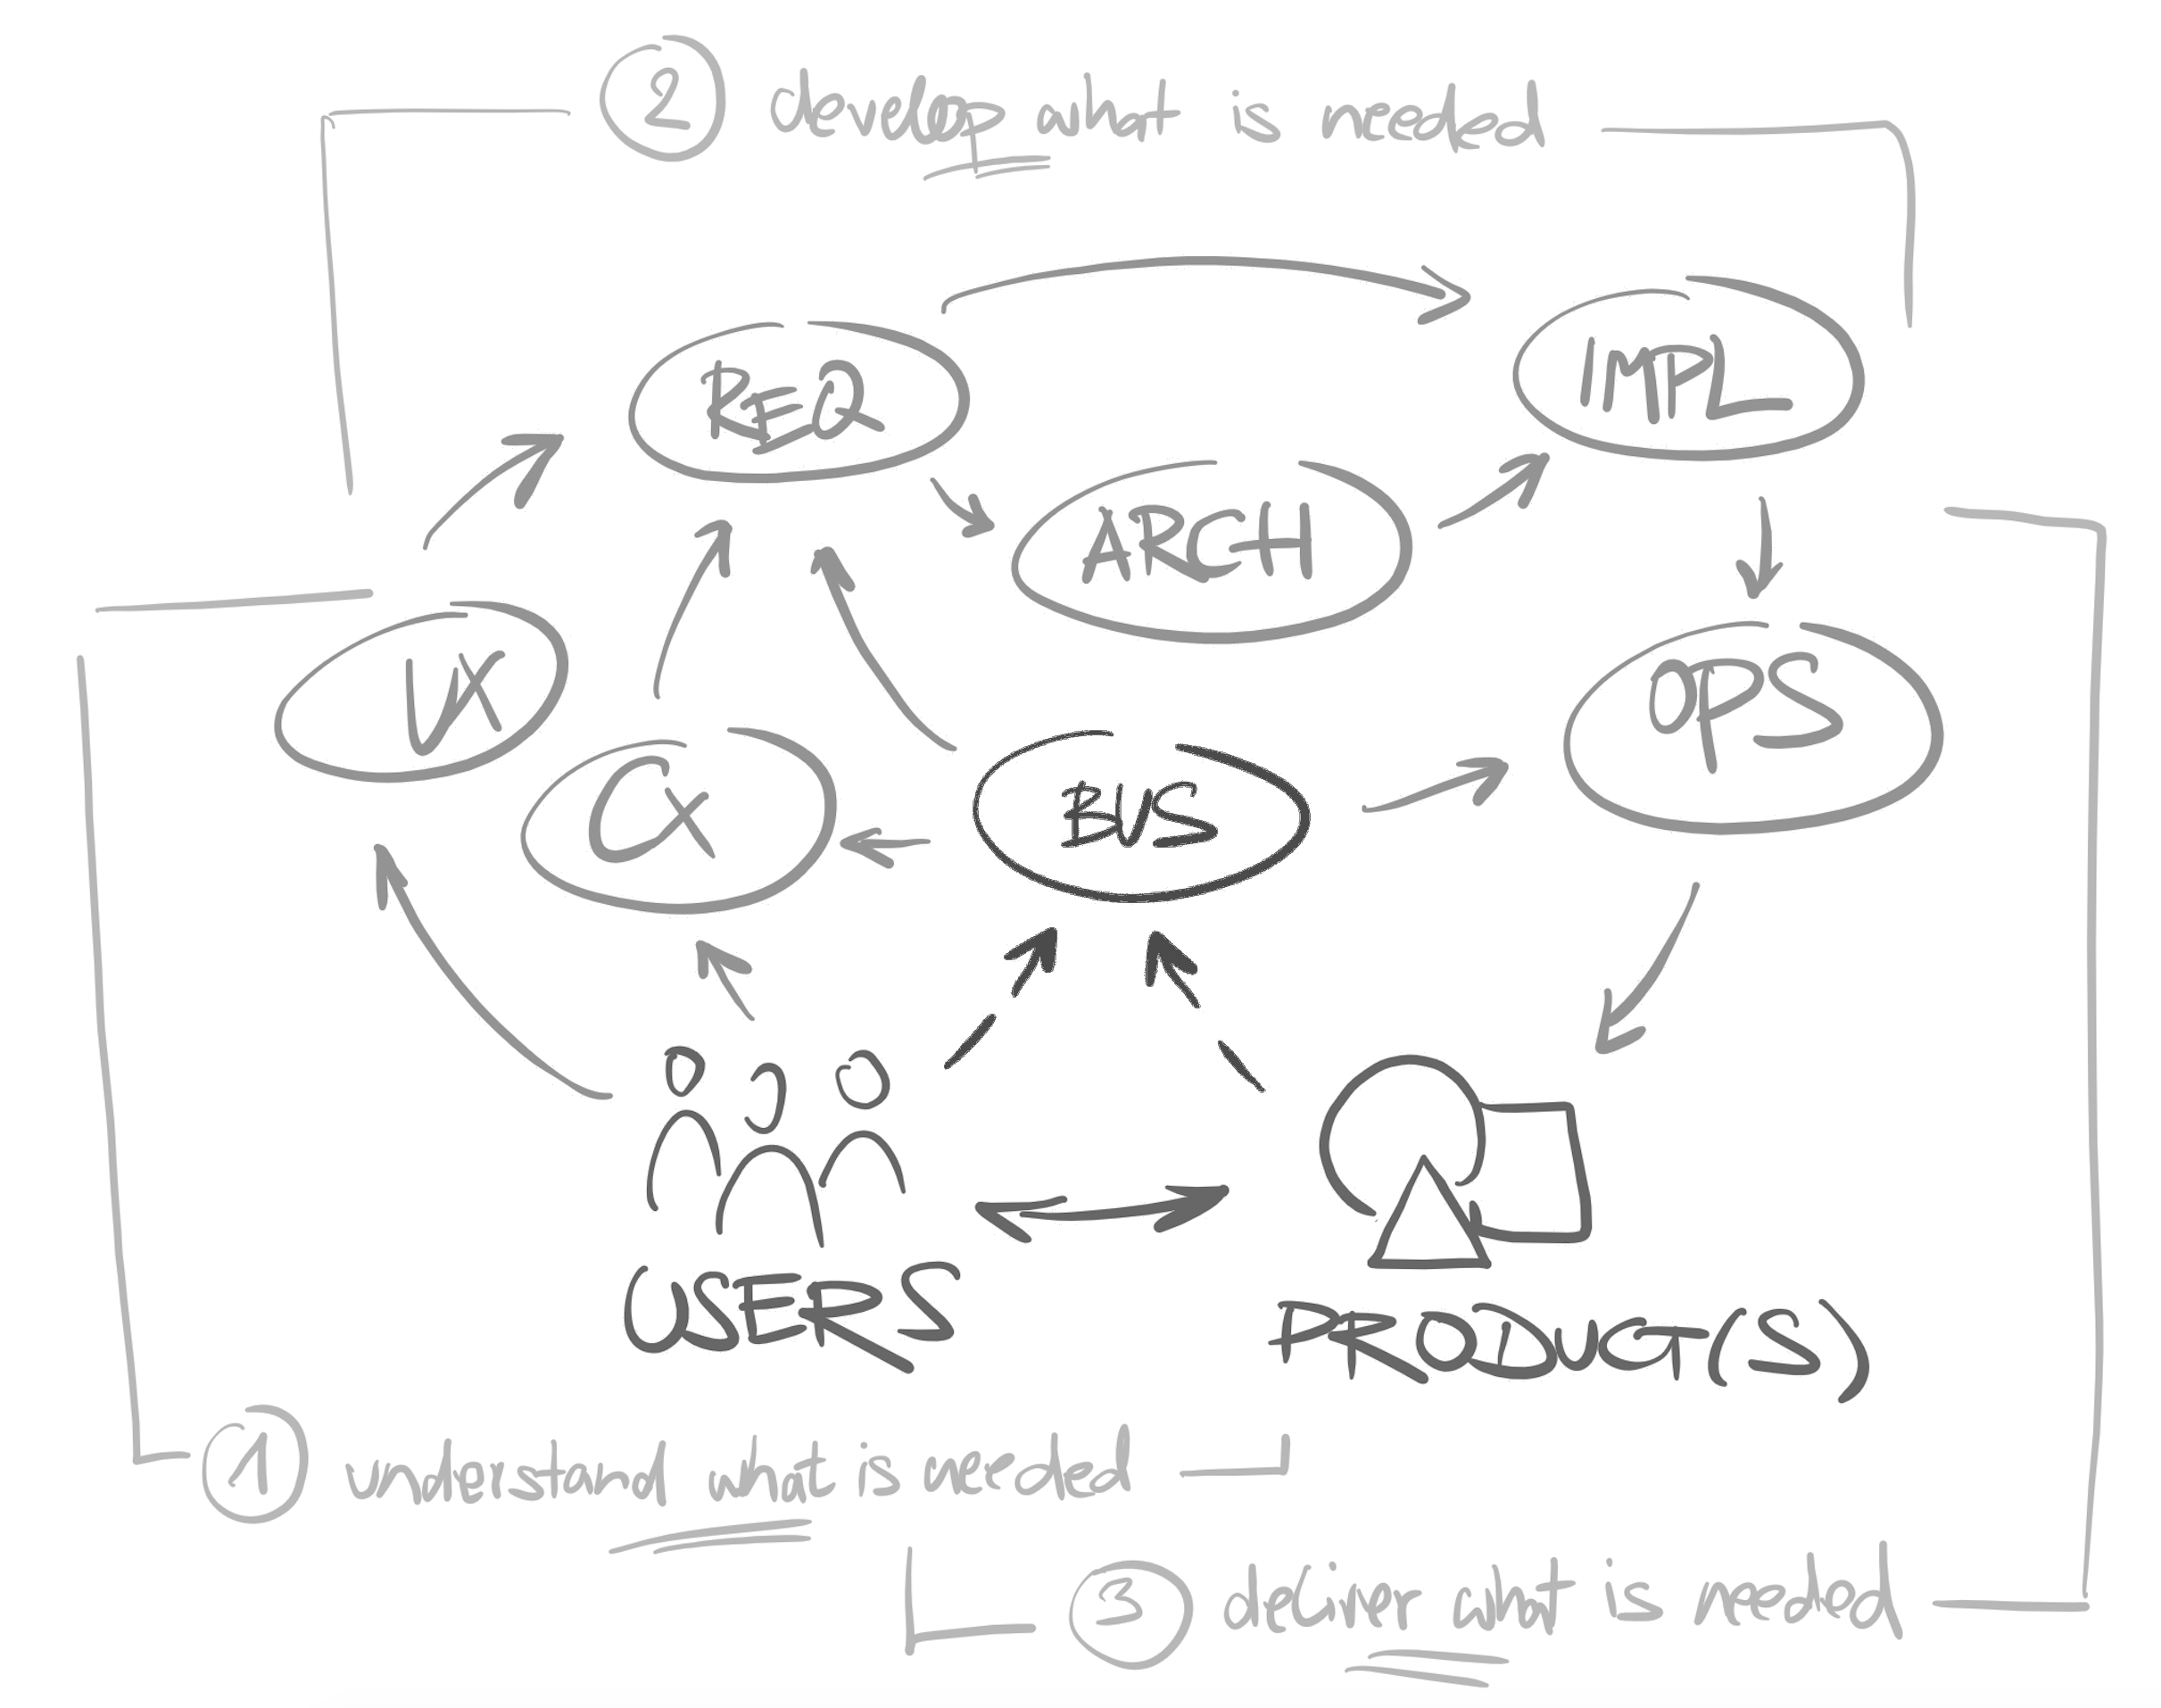 2 develop what is needed
REQ
IMPL
ARCH
UX
OPS
CX
BUS
USERS
PRODUCT(S)
1 understand what is needed
3 deliver what is needed